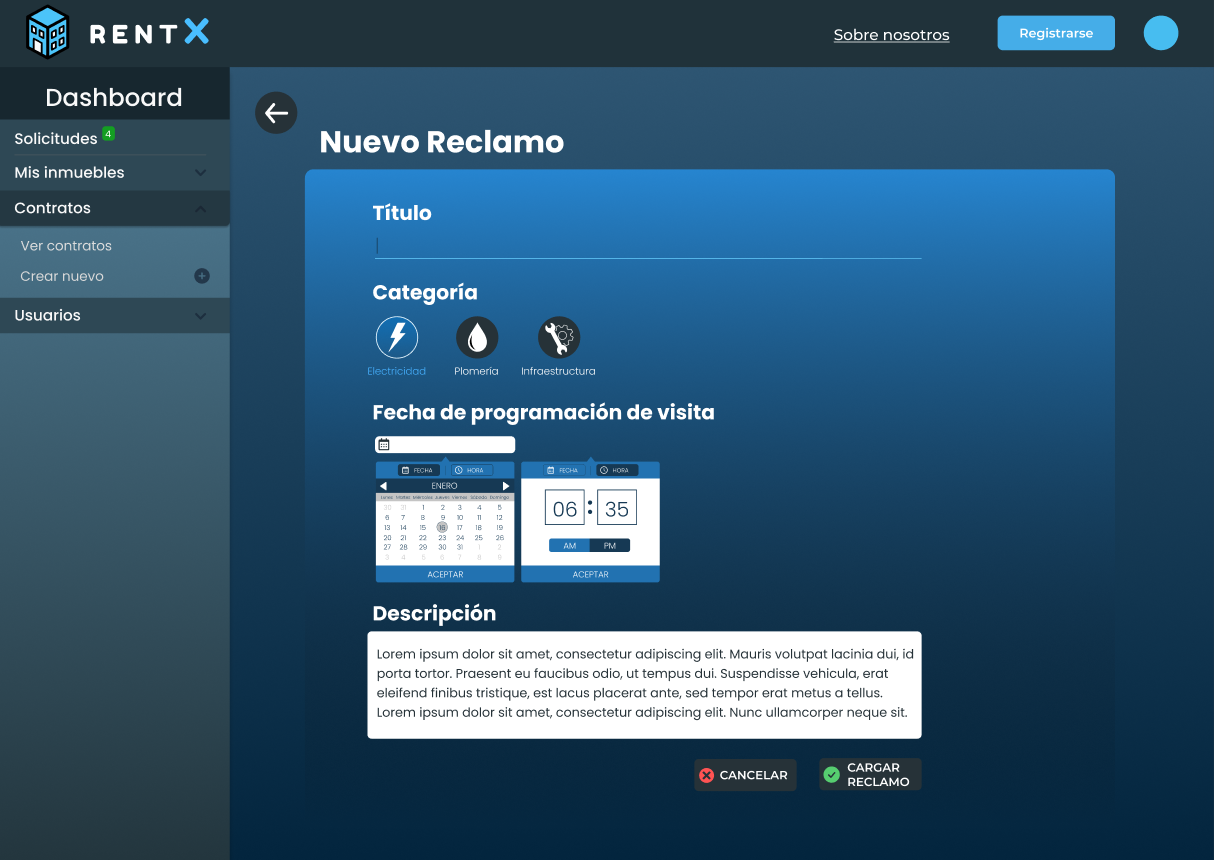 RENTX
Sobre nosotros
Registrarse
Dashboard
Solicitudes 4
Mis inmuebles
Contratos
Ver contratos
Crear nuevo
Usuarios
Nuevo Reclamo
Título
Categoría
Electricidad Plomería Infraestructura
Fecha de programación de visita
FECHA HORA
ENERO
Lunes Martes Miércoles Jueves Viernes Sábado Domingo
30 31 1 2 3 4 5
6 7 8 9 10 11 12
13 14 15 16 17 18 19
20 21 22 23 24 25 26
27 28 29 30 31 1 2
3 4 5 6 7 8 9
ACEPTAR
FECHA HORA
06 : 35
AM PM
ACEPTAR
Descripción
Lorem ipsum dolor sit amet, consectetur adipiscing elit. Mauris volutpat lacinia dui, id
porta tortor. Praesent eu faucibus odio, ut tempus dui. Suspendisse vehicula, erat
eleifend finibus tristique, est lacus placerat ante, sed tempor erat metus a tellus.
Lorem ipsum dolor sit amet, consectetur adipiscing elit. Nunc ullamcorper neque sit.
CANCELAR
CARGAR
RECLAMO